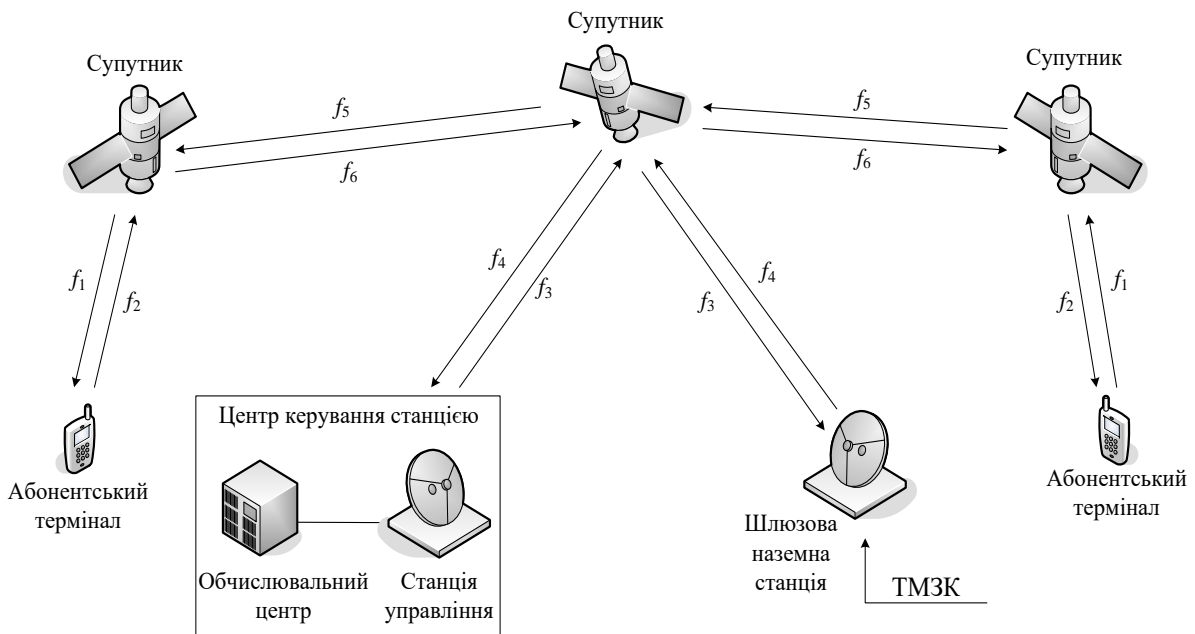 Супутник
Супутник
Супутник
f5
f6
f5
f6
f1
f2
f4
f3
f4
f3
f2
f1
Центр керування станцією
Абонентський
термінал
Обчислювальний
центр
Станція
управління
Шлюзова
наземна
станція
ТМЗК
Абонентський
термінал